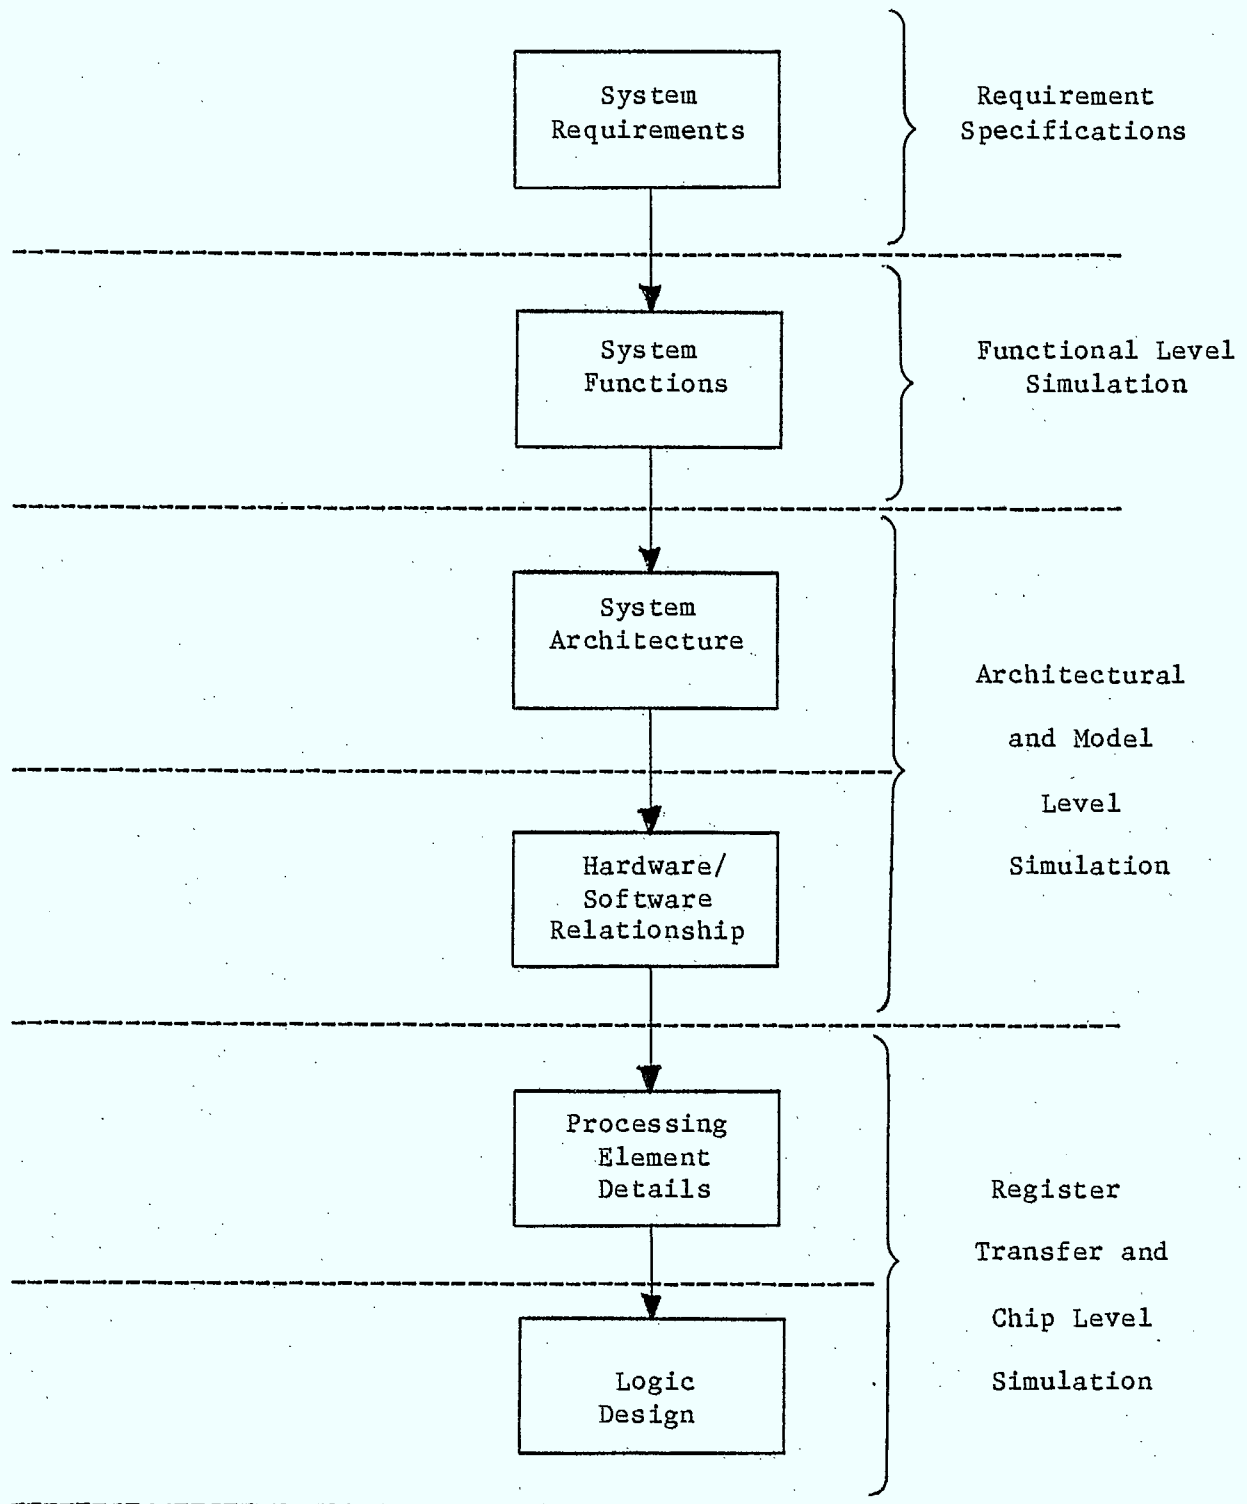 System
Requirements
Requirement
Specifications
System
Functions
Functional Level
Simulation
System
Architecture
Architectural
and Model
Level
Simulation
Hardware/
Software
Relationship
Processing
Element
Details
Register
Transfer and
Chip Level
Simulation
Logic
Design